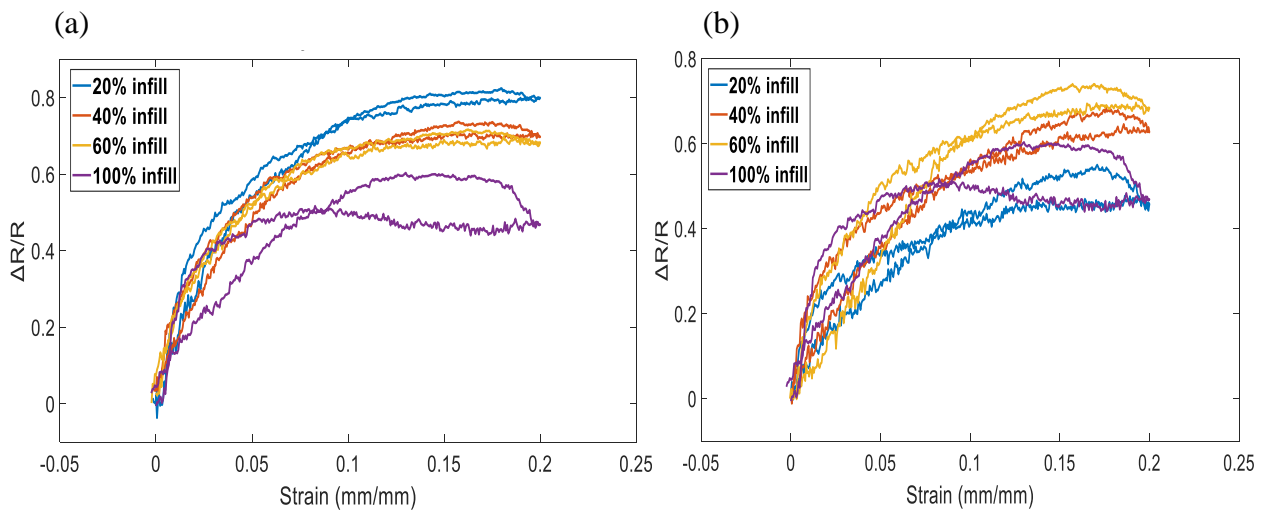 (a)
20% infill
40% infill
60% infill
100% infill
0.8
0.6
0.4
0.2
0
ΔR/R
-0.05
0
0.05
0.1
0.15
0.2
0.25
Strain (mm/mm)
(b)
20% infill
40% infill
60% infill
100% infill
0.8
0.6
0.4
0.2
0
ΔR/R
-0.05
0
0.05
0.1
0.15
0.2
0.25
Strain (mm/mm)